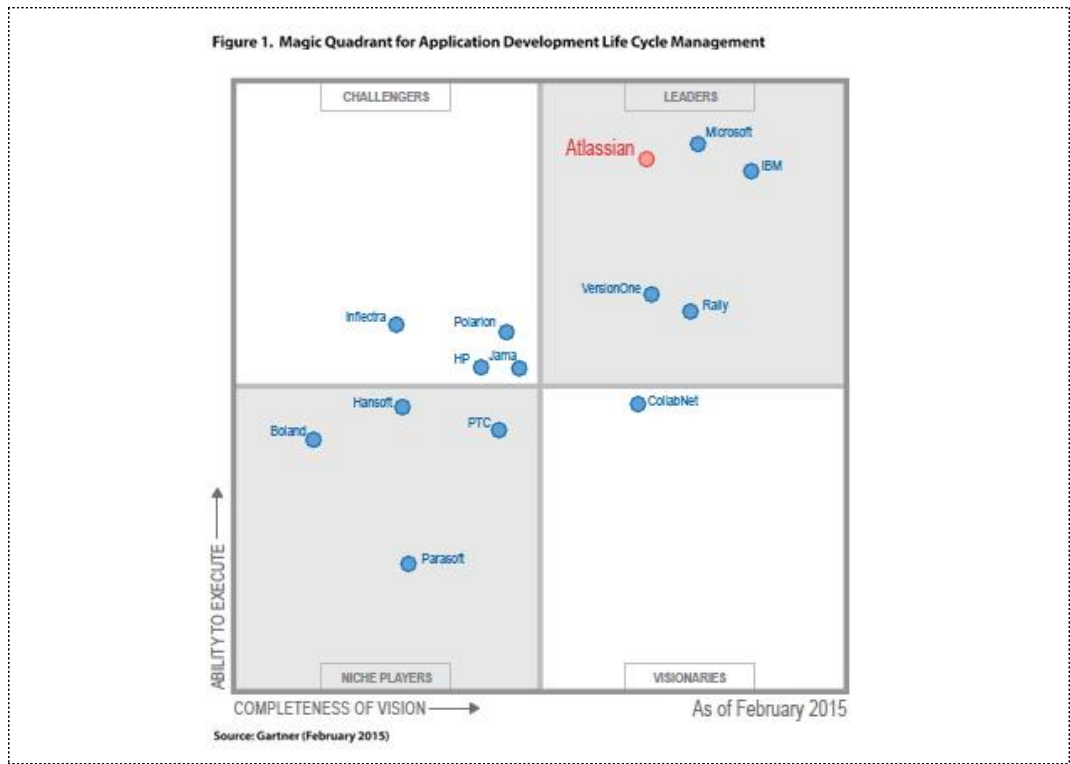 Figure 1. Magic Quadrant for Application Development Life Cycle Management
CHALLENGERS
LEADERS
Microsoft
Atlassian
IBM
VersionOne
Rally
Inflectra
Polarion
HP
Jama
Hansoft
CollabNet
PTC
Boland
Parasoft
ABILITY TO EXECUTE
NICHE PLAYERS
VISIONARIES
COMPLETENESS OF VISION
As of February 2015
Source: Gartner (February 2015)